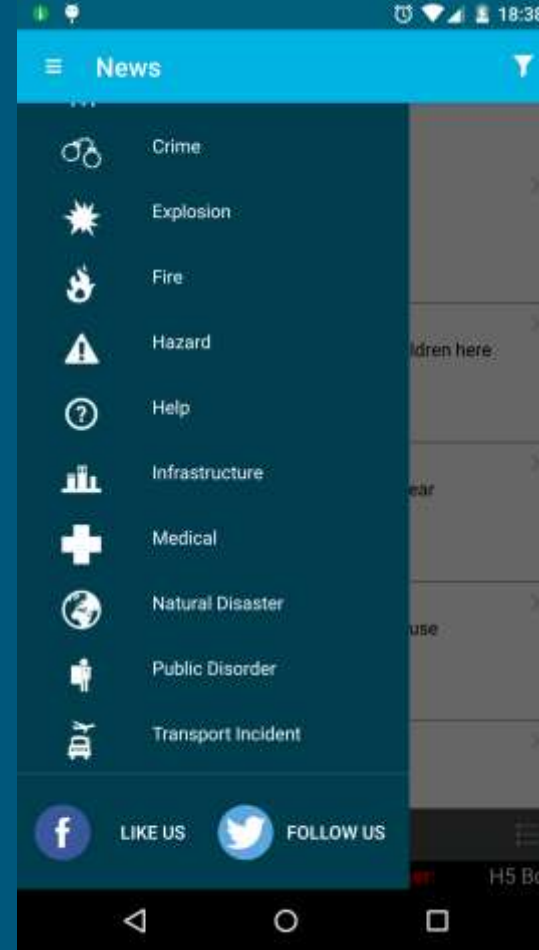 18:38
News
Crime
Explosion
Fire
Hazard
ldren here
Help
Infrastructure
ear
Medical
Natural Disaster
use
Public Disorder
Transport Incident
f LIKE US FOLLOW US
H5 Bo